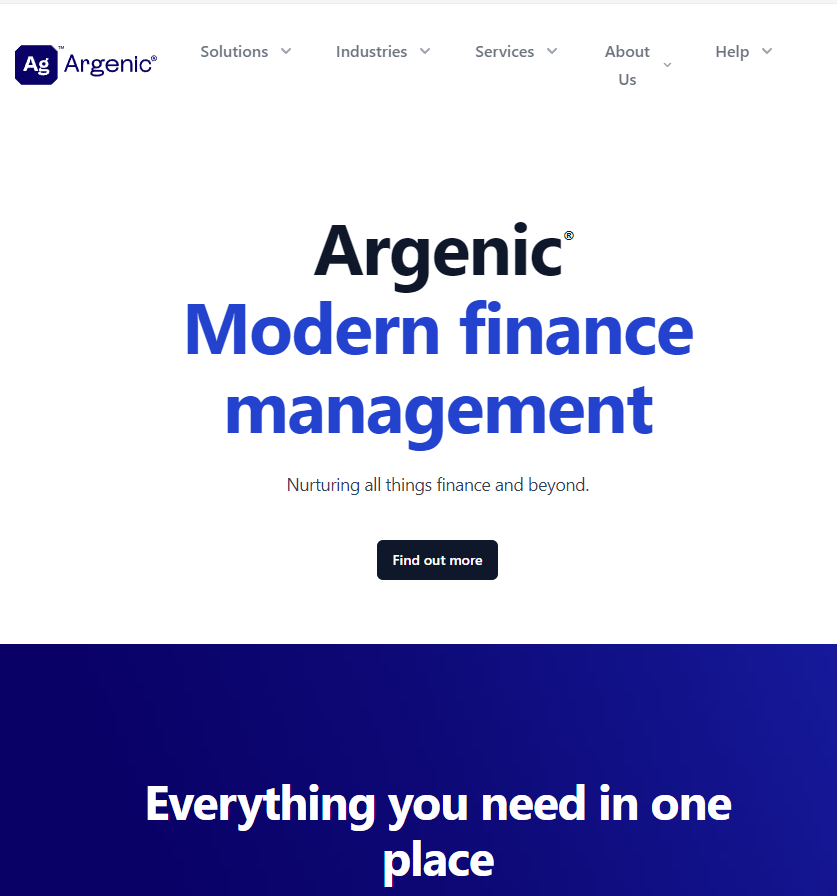 Ag™ Argenic®
Solutions
Industries
Services
About
Us
Help
Argenic®
Modern finance
management
Nurturing all things finance and beyond.
Find out more
Everything you need in one
place